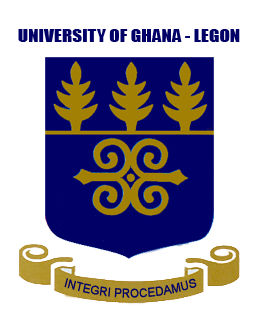 UNIVERSITY OF GHANA - LEGON
INTEGRI PROCEDAMUS